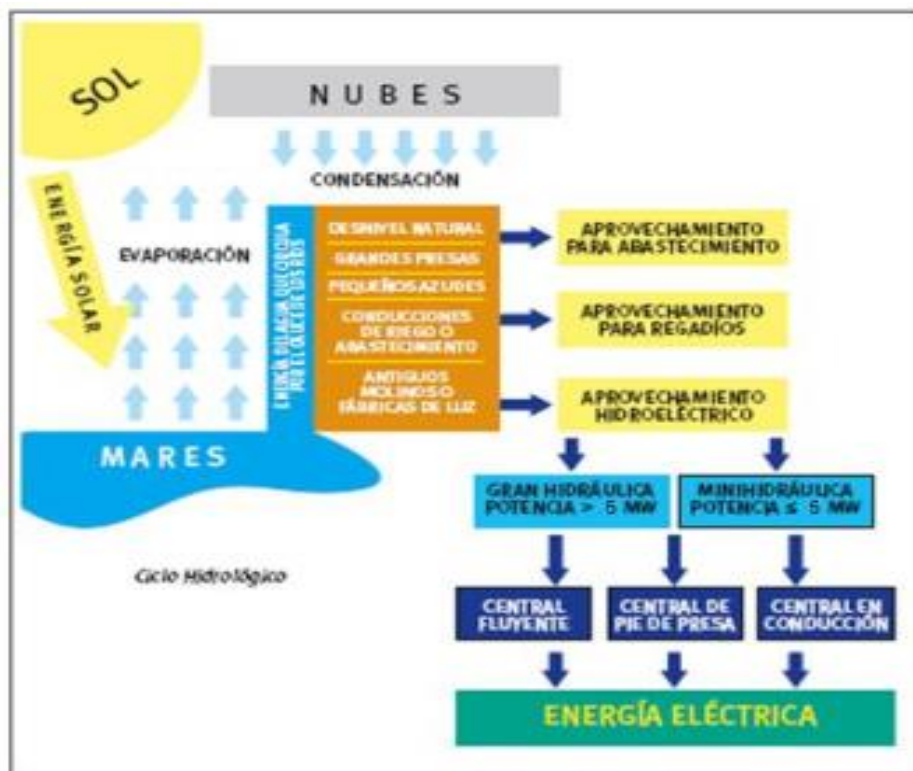 SOL
NUBES
CONDENSACIÓN
ENERGÍA SOLAR
EVAPORACIÓN
DESNIVEL NATURAL
GRANDES PRESAS
PEQUEÑOS AZUDES
CONDUCCIONES
DE RIEGO O
ABASTECIMIENTO
ANTIGUOS
MOLINOS O
FÁBRICAS DE LUZ
APROVECHAMIENTO
PARA ABASTECIMIENTO
APROVECHAMIENTO
PARA REGADÍOS
APROVECHAMIENTO
HIDROELÉCTRICO
MARES
GRAN HIDRÁULICA
POTENCIA > 5 MW
MINIHIDRÁULICA
POTENCIA ≤ 5 MW
Ciclo Hidrológico
CENTRAL
FLUYENTE
CENTRAL DE
PIE DE PRESA
CENTRAL EN
CONDUCCIÓN
ENERGÍA ELÉCTRICA